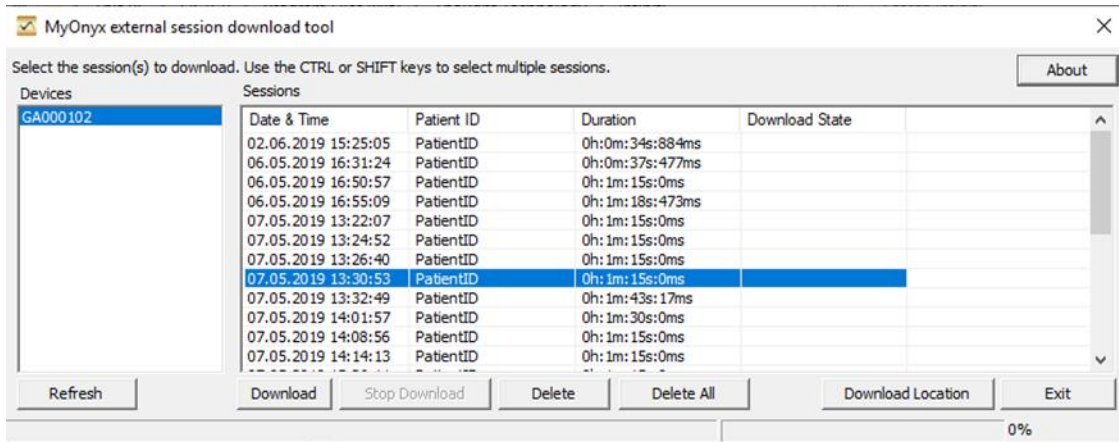 MyOnyx external session download tool
Select the session(s) to download. Use the CTRL or SHIFT keys to select multiple sessions.
About
Devices
Sessions
GA000102
Date & Time Patient ID Duration Download State
02.06.2019 15:25:05 PatientID 0h:0m:34s:884ms
06.05.2019 16:31:24 PatientID 0h:0m:37s:477ms
06.05.2019 16:50:57 PatientID 0h:1m:15s:0ms
06.05.2019 16:55:09 PatientID 0h:1m:18s:473ms
07.05.2019 13:22:07 PatientID 0h:1m:15s:0ms
07.05.2019 13:24:52 PatientID 0h:1m:15s:0ms
07.05.2019 13:26:40 PatientID 0h:1m:15s:0ms
07.05.2019 13:30:53 PatientID 0h:1m:15s:0ms
07.05.2019 13:32:49 PatientID 0h:1m:43s:17ms
07.05.2019 14:01:57 PatientID 0h:1m:30s:0ms
07.05.2019 14:08:56 PatientID 0h:1m:15s:0ms
07.05.2019 14:14:13 PatientID 0h:1m:15s:0ms
Refresh Download Stop Download Delete Delete All Download Location Exit
0%